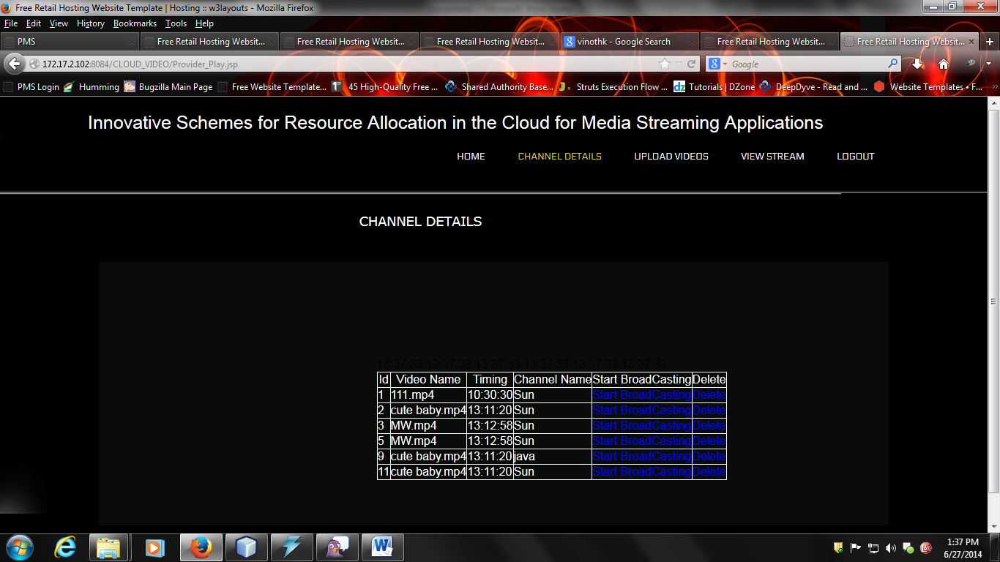 Free Retail Hosting Website Template | Hosting :: w3layouts - Mozilla Firefox
File Edit View History Bookmarks Tools Help
PMS Free Retail Hosting Websit... Free Retail Hosting Websit... Free Retail Hosting Websit... vinothk - Google Search Free Retail Hosting Websit... Free Retail Hosting Websit...
172.17.2.102:8084/CLOUD_VIDEO/Provider_Play.jsp Google
PMS Login Humming Bugzilla Main Page Free Website Template... 45 High-Quality Free ... Shared Authority Base... Struts Execution Flow ... Tutorials | DZone DeepDyve - Read and ... Website Templates • F...
Innovative Schemes for Resource Allocation in the Cloud for Media Streaming Applications
HOME CHANNEL DETAILS UPLOAD VIDEOS VIEW STREAM LOGOUT
CHANNEL DETAILS
13:37:33 13:37:33 13:37:33 13:37:33 13:37:33 13:37:33
Id Video Name Timing Channel Name Start BroadCasting Delete
1 111.mp4 10:30:30 Sun Start BroadCasting Delete
2 cute baby.mp4 13:11:20 Sun Start BroadCasting Delete
3 MW.mp4 13:12:58 Sun Start BroadCasting Delete
5 MW.mp4 13:12:58 Sun Start BroadCasting Delete
9 cute baby.mp4 13:11:20 java Start BroadCasting Delete
11 cute baby.mp4 13:11:20 Sun Start BroadCasting Delete
1:37 PM
6/27/2014